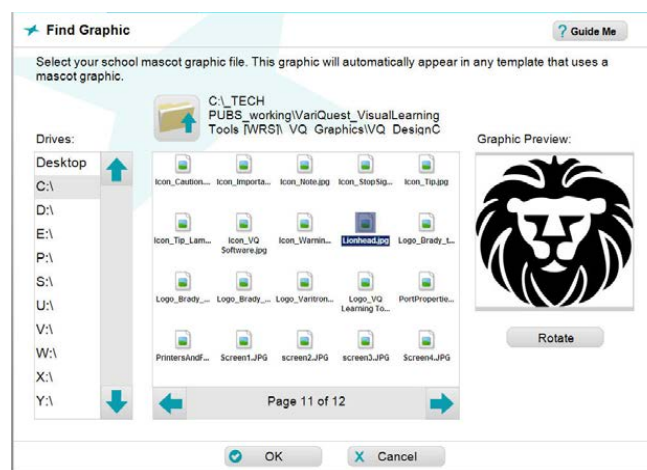 Find Graphic
? Guide Me
Select your school mascot graphic file. This graphic will automatically appear in any template that uses a
mascot graphic.
C:\_TECH
PUBS_working\VariQuest_VisualLearning
Tools [WRS]\ VQ Graphics\VQ DesignC
Drives:
Graphic Preview:
Desktop
C:\
D:\
E:\
P:\
S:\
U:\
V:\
W:\
X:\
Y:\
Icon_Caution... Icon_Importa... Icon_Note.jpg Icon_StopSig... Icon_Tip.jpg
Icon_Tip_Lam... Icon_VQ Icon_Warnin... Lionhead.jpg Logo_Brady_t...
Software.jpg
Logo_Brady_... Logo_Brady_... Logo_Varitron... Logo_VQ PortPropertie...
Learning To...
PrintersAndF... Screen1.JPG screen2.JPG screen3.JPG Screen4.JPG
Rotate
Page 11 of 12
OK
X Cancel